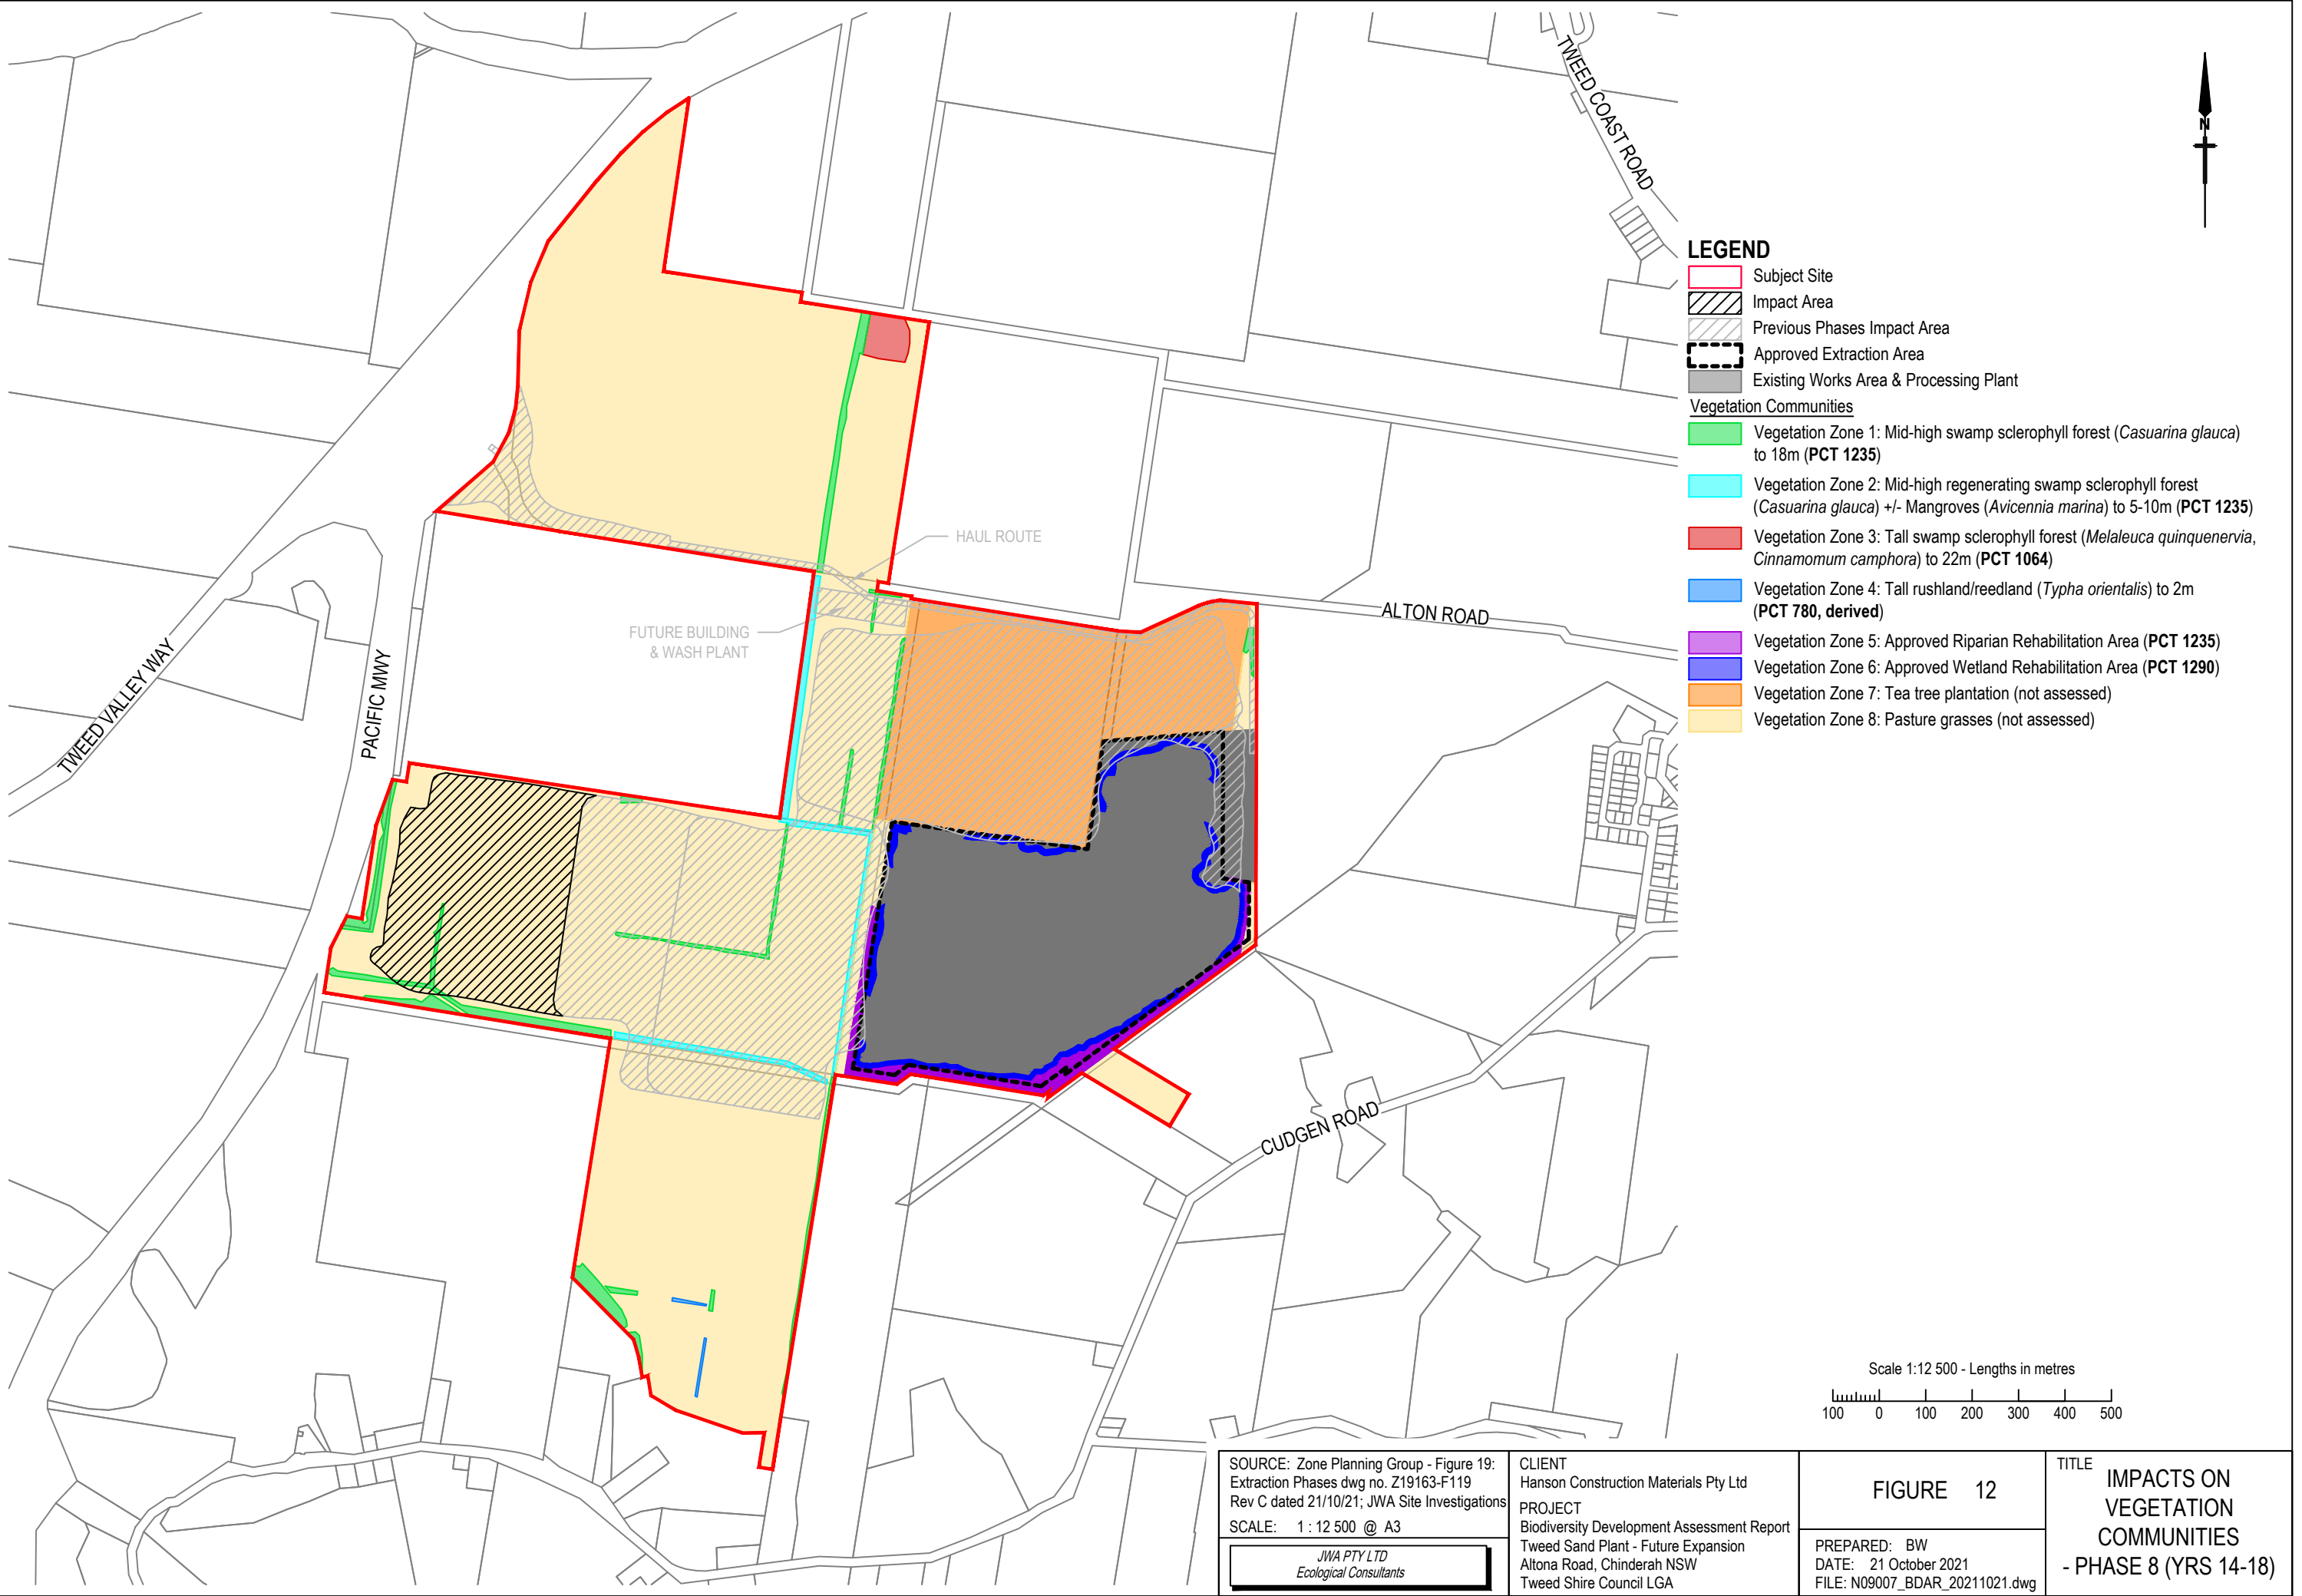 TWEED COAST ROAD
N
LEGEND
Subject Site
Impact Area
Previous Phases Impact Area
Approved Extraction Area
Existing Works Area & Processing Plant
Vegetation Communities
Vegetation Zone 1: Mid-high swamp sclerophyll forest (Casuarina glauca)
to 18m (PCT 1235)
Vegetation Zone 2: Mid-high regenerating swamp sclerophyll forest
(Casuarina glauca) +/- Mangroves (Avicennia marina) to 5-10m (PCT 1235)
Vegetation Zone 3: Tall swamp sclerophyll forest (Melaleuca quinquenervia,
Cinnamomum camphora) to 22m (PCT 1064)
Vegetation Zone 4: Tall rushland/reedland (Typha orientalis) to 2m
(PCT 780, derived)
Vegetation Zone 5: Approved Riparian Rehabilitation Area (PCT 1235)
Vegetation Zone 6: Approved Wetland Rehabilitation Area (PCT 1290)
Vegetation Zone 7: Tea tree plantation (not assessed)
Vegetation Zone 8: Pasture grasses (not assessed)
HAUL ROUTE
FUTURE BUILDING
& WASH PLANT
ALTON ROAD
TWEED VALLEY WAY
PACIFIC MWY
CUDGEN ROAD
Scale 1:12 500 - Lengths in metres
100 0 100 200 300 400 500
SOURCE: Zone Planning Group - Figure 19:
Extraction Phases dwg no. Z19163-F119
Rev C dated 21/10/21; JWA Site Investigations
SCALE: 1 : 12 500 @ A3
JWA PTY LTD
Ecological Consultants
CLIENT
Hanson Construction Materials Pty Ltd
PROJECT
Biodiversity Development Assessment Report
Tweed Sand Plant - Future Expansion
Altona Road, Chinderah NSW
Tweed Shire Council LGA
FIGURE 12
PREPARED: BW
DATE: 21 October 2021
FILE: N09007_BDAR_20211021.dwg
TITLE
IMPACTS ON
VEGETATION
COMMUNITIES
- PHASE 8 (YRS 14-18)